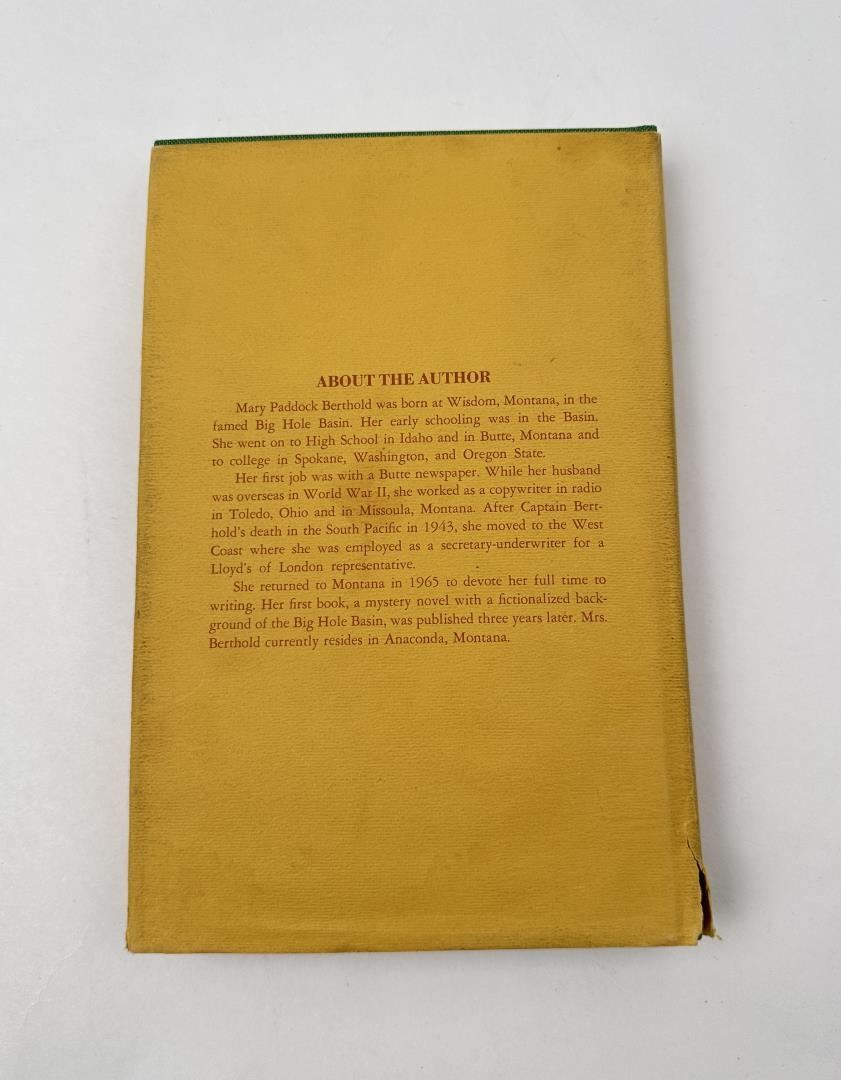 ABOUT THE AUTHOR
Mary Paddock Berthold was born at Wisdom, Montana, in the
famed Big Hole Basin. Her early schooling was in the Basin.
She went on to High School in Idaho and in Butte, Montana and
to college in Spokane, Washington, and Oregon State.
Her first job was with a Butte newspaper. While her husband
was overseas in World War II, she worked as a copywriter in radio
in Toledo, Ohio and in Missoula, Montana. After Captain Bert-
hold's death in the South Pacific in 1943, she moved to the West
Coast where she was employed as a secretary-underwriter for a
Lloyd's of London representative.
She returned to Montana in 1965 to devote her full time to
writing. Her first book, a mystery novel with a fictionalized back-
ground of the Big Hole Basin, was published three years later. Mrs.
Berthold currently resides in Anaconda, Montana.